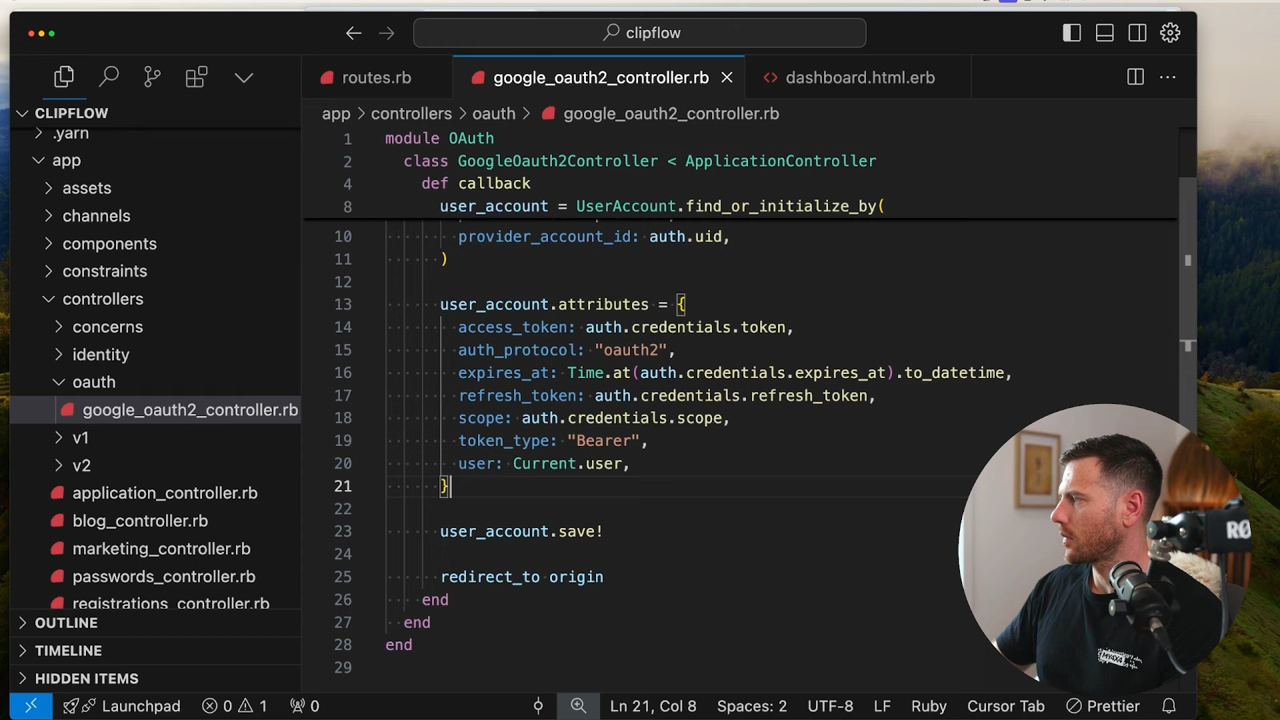 clipflow
routes.rb
google_oauth2_controller.rb
dashboard.html.erb
CLIPFLOW
app > controllers > oauth > google_oauth2_controller.rb
.yarn
app
assets
channels
components
constraints
controllers
concerns
identity
oauth
google_oauth2_controller.rb
v1
v2
application_controller.rb
blog_controller.rb
marketing_controller.rb
passwords_controller.rb
registrations_controller.rb
OUTLINE
TIMELINE
HIDDEN ITEMS
1 module OAuth
2 class GoogleOauth2Controller < ApplicationController
4 def callback
8 user_account = UserAccount.find_or_initialize_by(
10 provider_account_id: auth.uid,
11 )
12
13 user_account.attributes = {
14 access_token: auth.credentials.token,
15 auth_protocol: "oauth2",
16 expires_at: Time.at(auth.credentials.expires_at).to_datetime,
17 refresh_token: auth.credentials.refresh_token,
18 scope: auth.credentials.scope,
19 token_type: "Bearer",
20 user: Current.user,
21 }
22
23 user_account.save!
24
25 redirect_to origin
26 end
27 end
28 end
29
RØ
Launchpad 0 1 0 Ln 21, Col 8 Spaces: 2 UTF-8 LF Ruby Cursor Tab Prettier